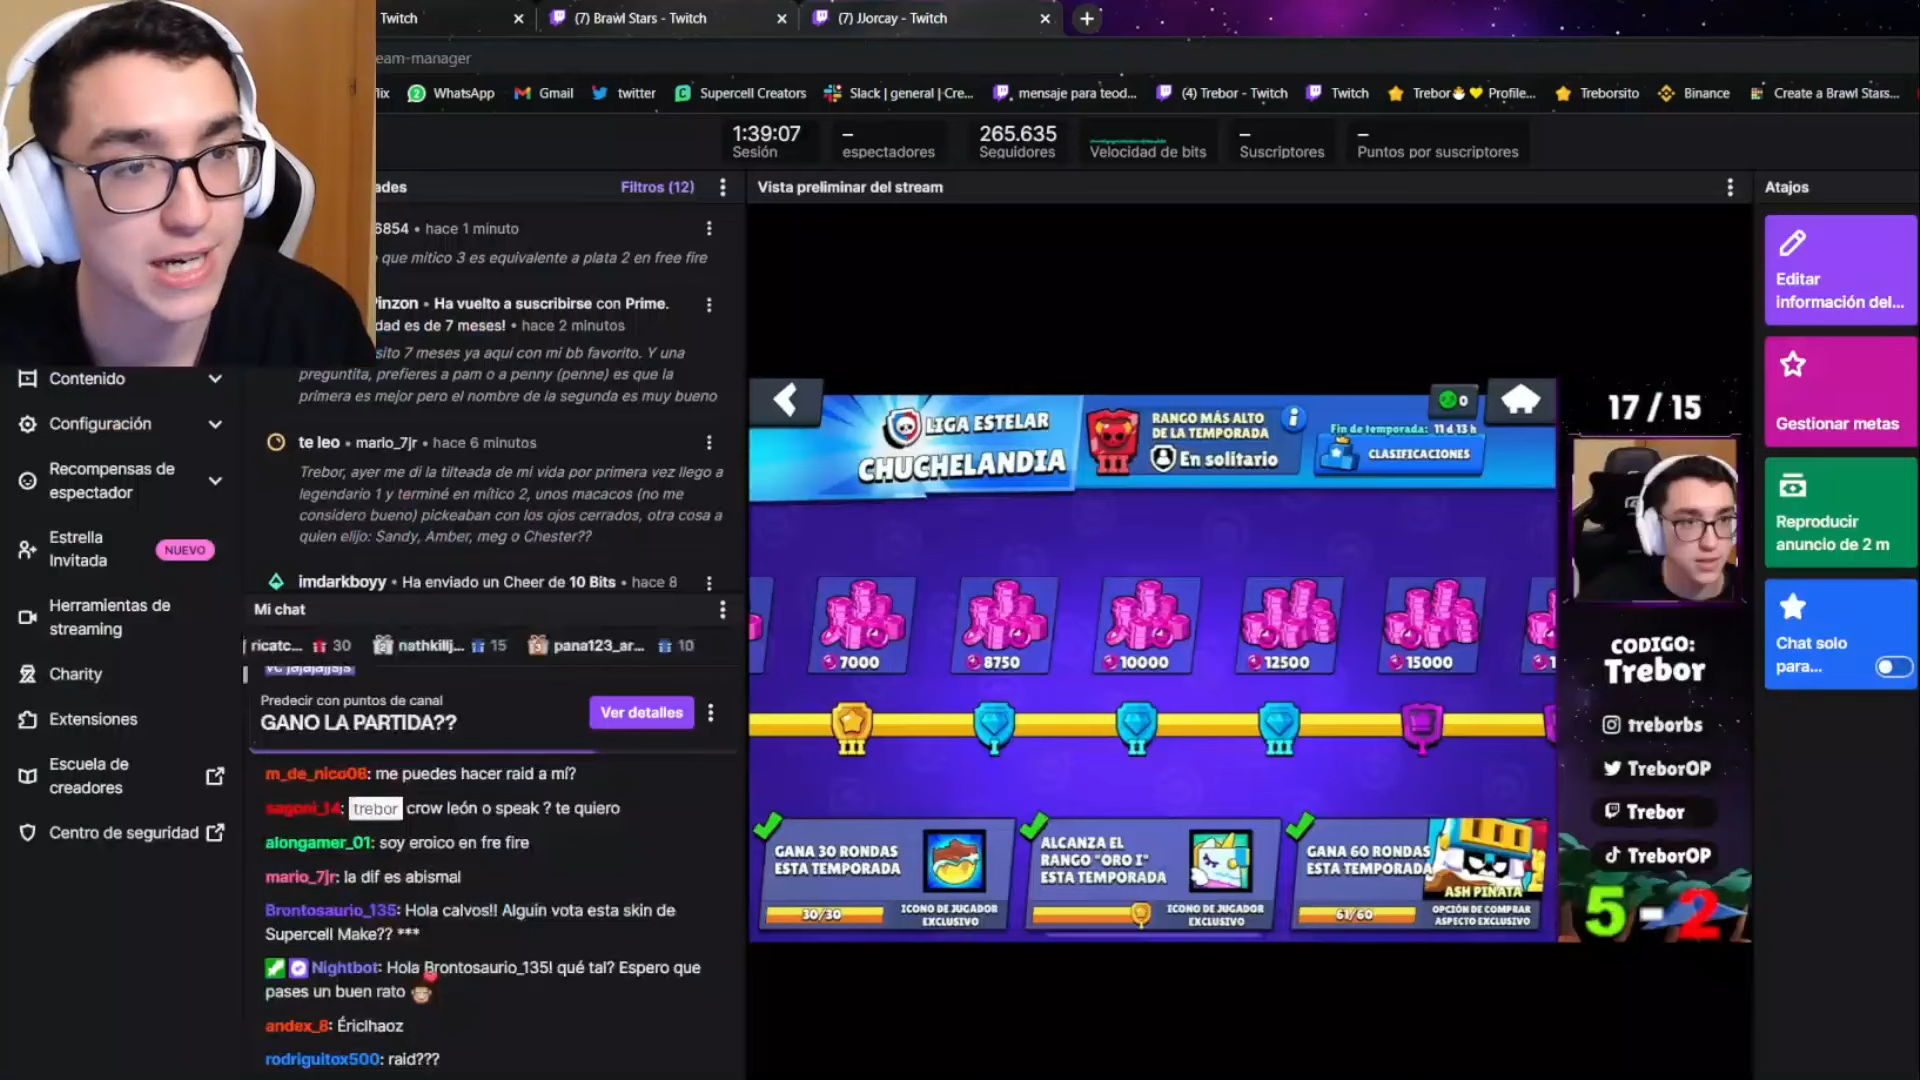 Twitch
(7) Brawl Stars - Twitch
(7) JJorcay - Twitch
eam-manager
flix
WhatsApp
Gmail
twitter
Supercell Creators
Slack | general | Cre...
mensaje para teod...
(4) Trebor - Twitch
Twitch
Trebor🐣💛 Profile...
Treborsito
Binance
Create a Brawl Stars...
1:39:07
Sesión
–
espectadores
265.635
Seguidores
Velocidad de bits
–
Suscriptores
–
Puntos por suscriptores
ades
Filtros (12)
6854 • hace 1 minuto
que mítico 3 es equivalente a plata 2 en free fire
Pinzon • Ha vuelto a suscribirse con Prime.
dad es de 7 meses! • hace 2 minutos
sito 7 meses ya aqui con mi bb favorito. Y una
preguntita, prefieres a pam o a penny (penne) es que la
primera es mejor pero el nombre de la segunda es muy bueno
te leo • mario_7jr • hace 6 minutos
Trebor, ayer me di la tilteada de mi vida por primera vez llego a
legendario 1 y terminé en mítico 2, unos macacos (no me
considero bueno) pickeaban con los ojos cerrados, otra cosa a
quien elijo: Sandy, Amber, meg o Chester??
imdarkboyy • Ha enviado un Cheer de 10 Bits • hace 8
Contenido
Configuración
Recompensas de
espectador
Estrella
Invitada
NUEVO
Herramientas de
streaming
Charity
Extensiones
Escuela de
creadores
Centro de seguridad
Mi chat
ricatc... 30
nathkillj... 15
pana123_ar... 10
Predecir con puntos de canal
GANO LA PARTIDA??
Ver detalles
m_de_nico06: me puedes hacer raid a mí?
sagoni_14: trebor crow león o speak ? te quiero
alongamer_01: soy eroico en fre fire
mario_7jr: la dif es abismal
Brontosaurio_135: Hola calvos!! Alguin vota esta skin de
Supercell Make?? ***
Nightbot: Hola Brontosaurio_135! qué tal? Espero que
pases un buen rato
andex_8: Ériclhaoz
rodriguitox500: raid???
Vista preliminar del stream
LIGA ESTELAR
CHUCHELANDIA
RANGO MÁS ALTO
DE LA TEMPORADA
En solitario
i
0
Fin de temporada: 11 d 13 h
CLASIFICACIONES
7000
8750
10000
12500
15000
III
I
II
III
I
GANA 30 RONDAS
ESTA TEMPORADA
30/30
ICONO DE JUGADOR
EXCLUSIVO
ALCANZA EL
RANGO "ORO I"
ESTA TEMPORADA
ICONO DE JUGADOR
EXCLUSIVO
GANA 60 RONDAS
ESTA TEMPORADA
61/60
ASH PIÑATA
OPCIÓN DE COMPRAR
ASPECTO EXCLUSIVO
17 / 15
CODIGO:
Trebor
treborbs
TreborOP
Trebor
TreborOP
5 - 2
Atajos
Editar
información del...
Gestionar metas
Reproducir
anuncio de 2 m
Chat solo
para...